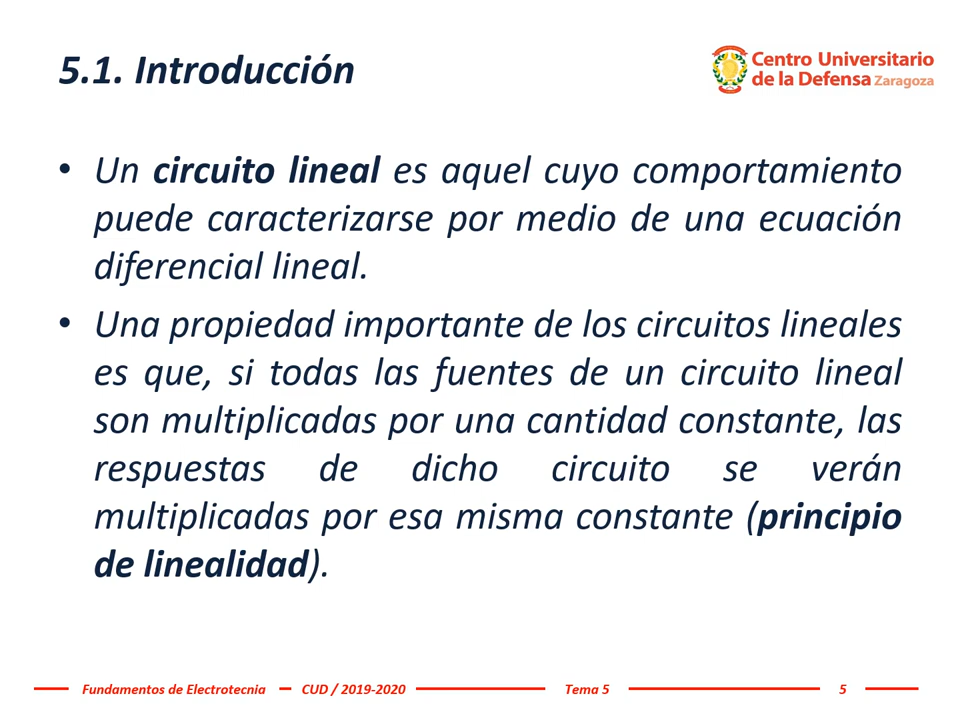 5.1. Introducción
Centro Universitario
de la Defensa Zaragoza
• Un circuito lineal es aquel cuyo comportamiento
puede caracterizarse por medio de una ecuación
diferencial lineal.
• Una propiedad importante de los circuitos lineales
es que, si todas las fuentes de un circuito lineal
son multiplicadas por una cantidad constante, las
respuestas de dicho circuito se verán
multiplicadas por esa misma constante (principio
de linealidad).
Fundamentos de Electrotecnia CUD / 2019-2020 Tema 5 5